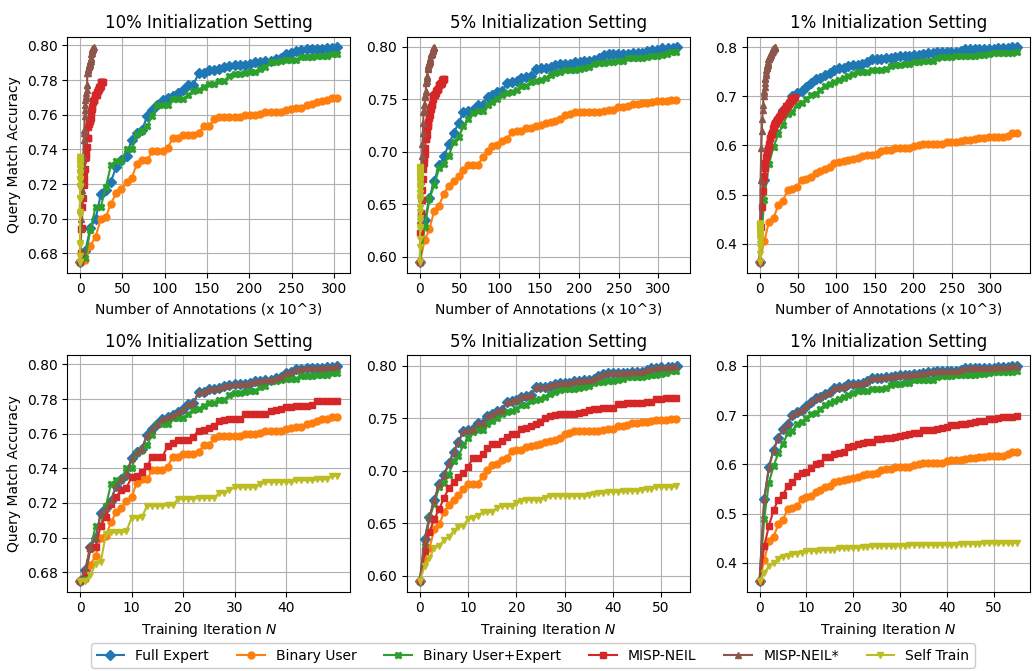 10% Initialization Setting
5% Initialization Setting
1% Initialization Setting
Query Match Accuracy
0.80
0.78
0.76
0.74
0.72
0.70
0.68
0 50 100 150 200 250 300
Number of Annotations (x 10^3)
0.80
0.75
0.70
0.65
0.60
0 50 100 150 200 250 300
Number of Annotations (x 10^3)
0.8
0.7
0.6
0.5
0.4
0 50 100 150 200 250 300
Number of Annotations (x 10^3)
10% Initialization Setting
5% Initialization Setting
1% Initialization Setting
Query Match Accuracy
0.80
0.78
0.76
0.74
0.72
0.70
0.68
0 10 20 30 40
Training Iteration N
0.80
0.75
0.70
0.65
0.60
0 10 20 30 40 50
Training Iteration N
0.8
0.7
0.6
0.5
0.4
0 10 20 30 40 50
Training Iteration N
Full Expert Binary User Binary User+Expert MISP-NEIL MISP-NEIL* Self Train